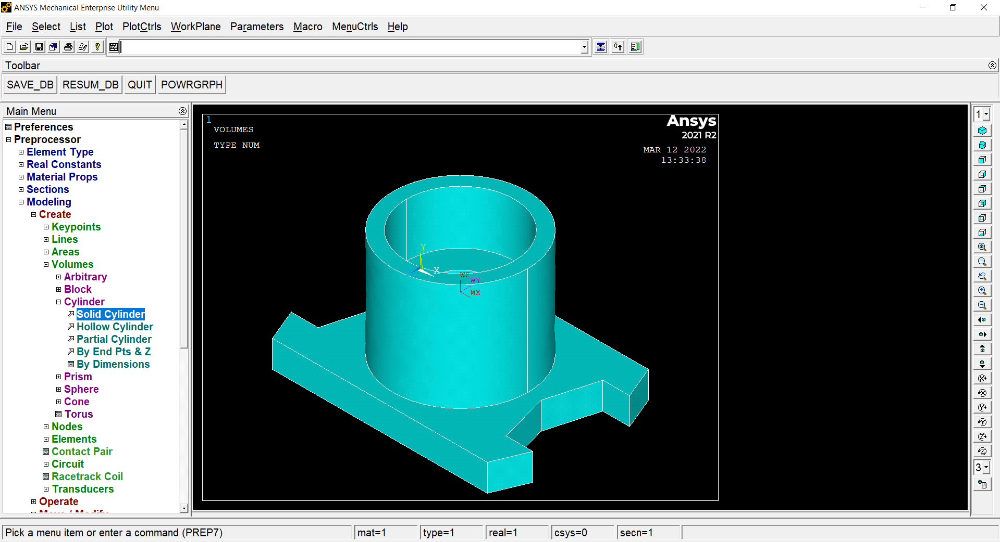 ANSYS Mechanical Enterprise Utility Menu
File Select List Plot PlotCtrls WorkPlane Parameters Macro MenuCtrls Help
Toolbar
SAVE_DB RESUM_DB QUIT POWRGRPH
Main Menu
Preferences
Preprocessor
Element Type
Real Constants
Material Props
Sections
Modeling
Create
Keypoints
Lines
Areas
Volumes
Arbitrary
Block
Cylinder
Solid Cylinder
Hollow Cylinder
Partial Cylinder
By End Pts & Z
By Dimensions
Prism
Sphere
Cone
Torus
Nodes
Elements
Contact Pair
Circuit
Racetrack Coil
Transducers
Operate
Move / Modify
1
VOLUMES
TYPE NUM
Ansys
2021 R2
MAR 12 2022
13:33:38
Y
X
WZ
WY
WX
1
3
Pick a menu item or enter a command (PREP7) mat=1 type=1 real=1 csys=0 secn=1